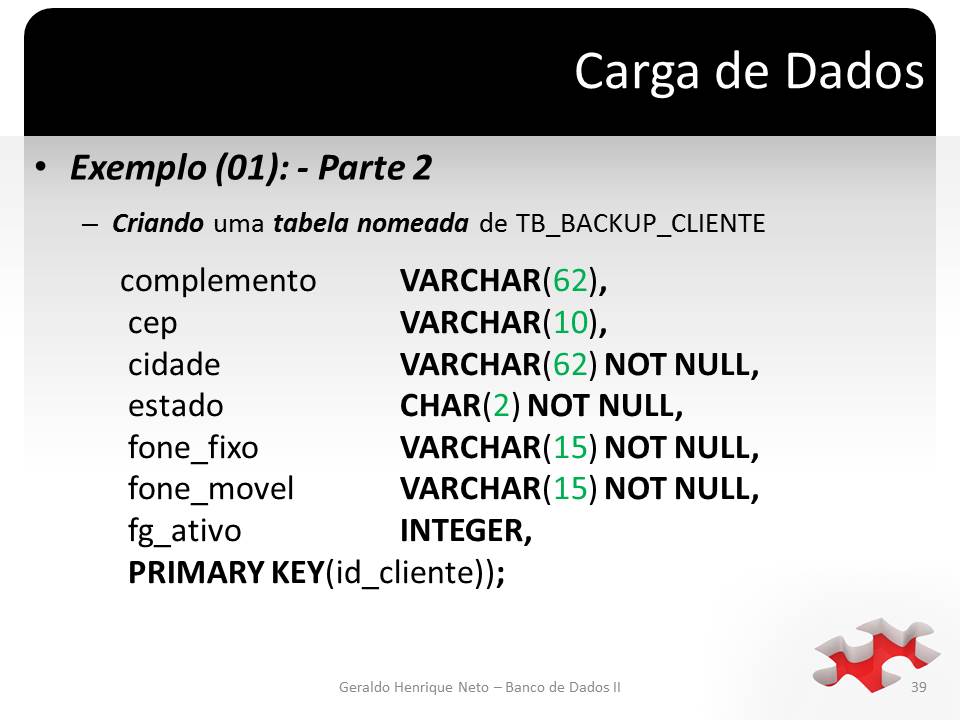 Carga de Dados
• Exemplo (01): - Parte 2
– Criando uma tabela nomeada de TB_BACKUP_CLIENTE
complemento VARCHAR(62),
cep VARCHAR(10),
cidade VARCHAR(62) NOT NULL,
estado CHAR(2) NOT NULL,
fone_fixo VARCHAR(15) NOT NULL,
fone_movel VARCHAR(15) NOT NULL,
fg_ativo INTEGER,
PRIMARY KEY(id_cliente));
Geraldo Henrique Neto – Banco de Dados II 39